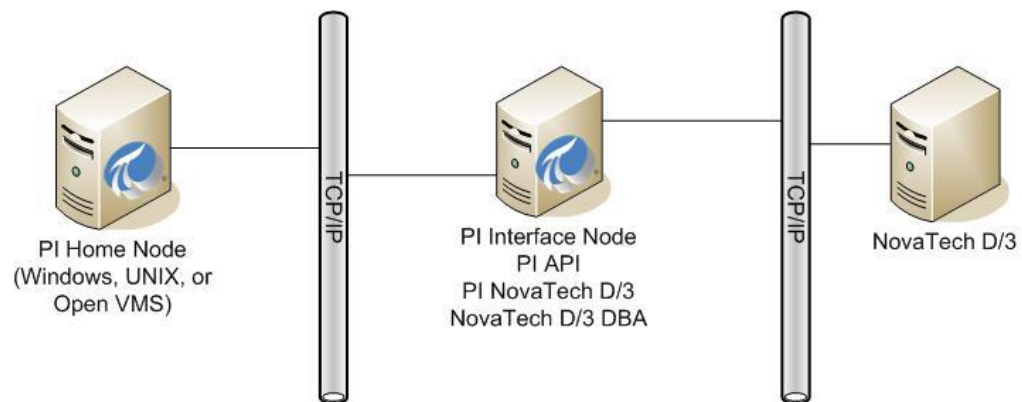 PI Home Node
(Windows, UNIX, or
Open VMS)
TCP/IP
PI Interface Node
PI API
PI NovaTech D/3
NovaTech D/3 DBA
TCP/IP
NovaTech D/3